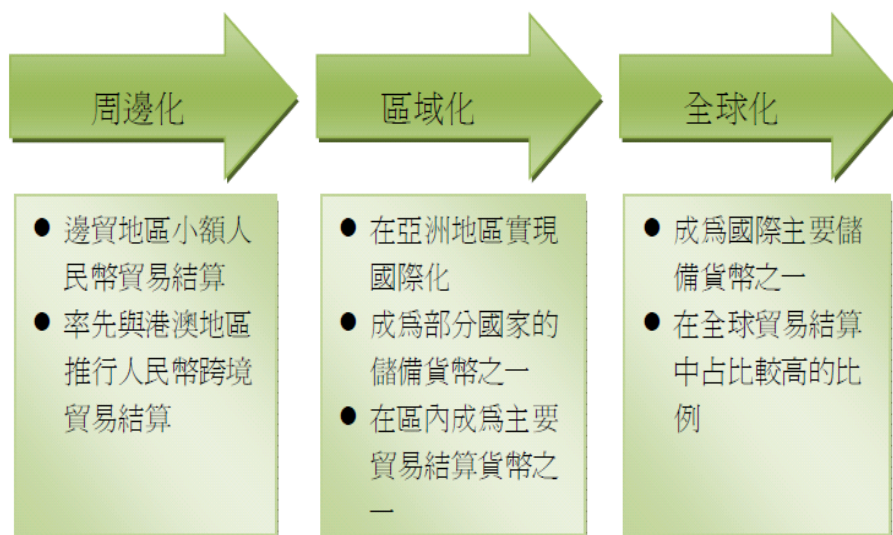 周邊化
● 邊貿地區小額人
民幣貿易結算
● 率先與港澳地區
推行人民幣跨境
貿易結算
區域化
● 在亞洲地區實現
國際化
● 成爲部分國家的
儲備貨幣之一
● 在區內成爲主要
貿易結算貨幣之
一
全球化
● 成爲國際主要儲
備貨幣之一
● 在全球貿易結算
中占比較高的比
例